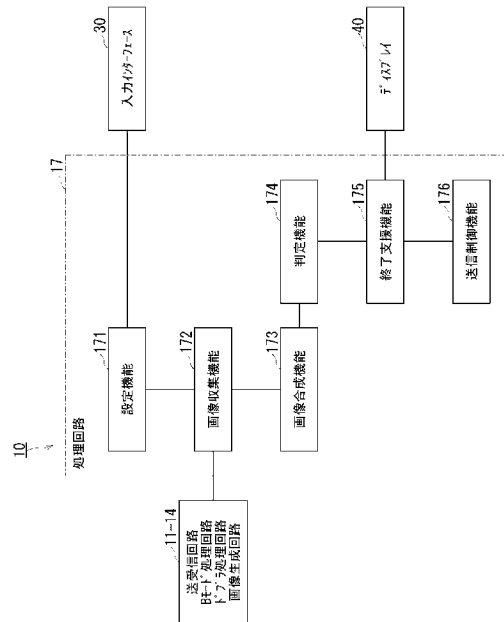 10
処理回路
17
11-14
送受信回路
Bモード処理回路
ドプラ処理回路
画像生成回路
171
設定機能
172
画像収集機能
173
画像合成機能
174
判定機能
175
終了支援機能
176
送信制御機能
30
入力インターフェース
40
ディスプレイ